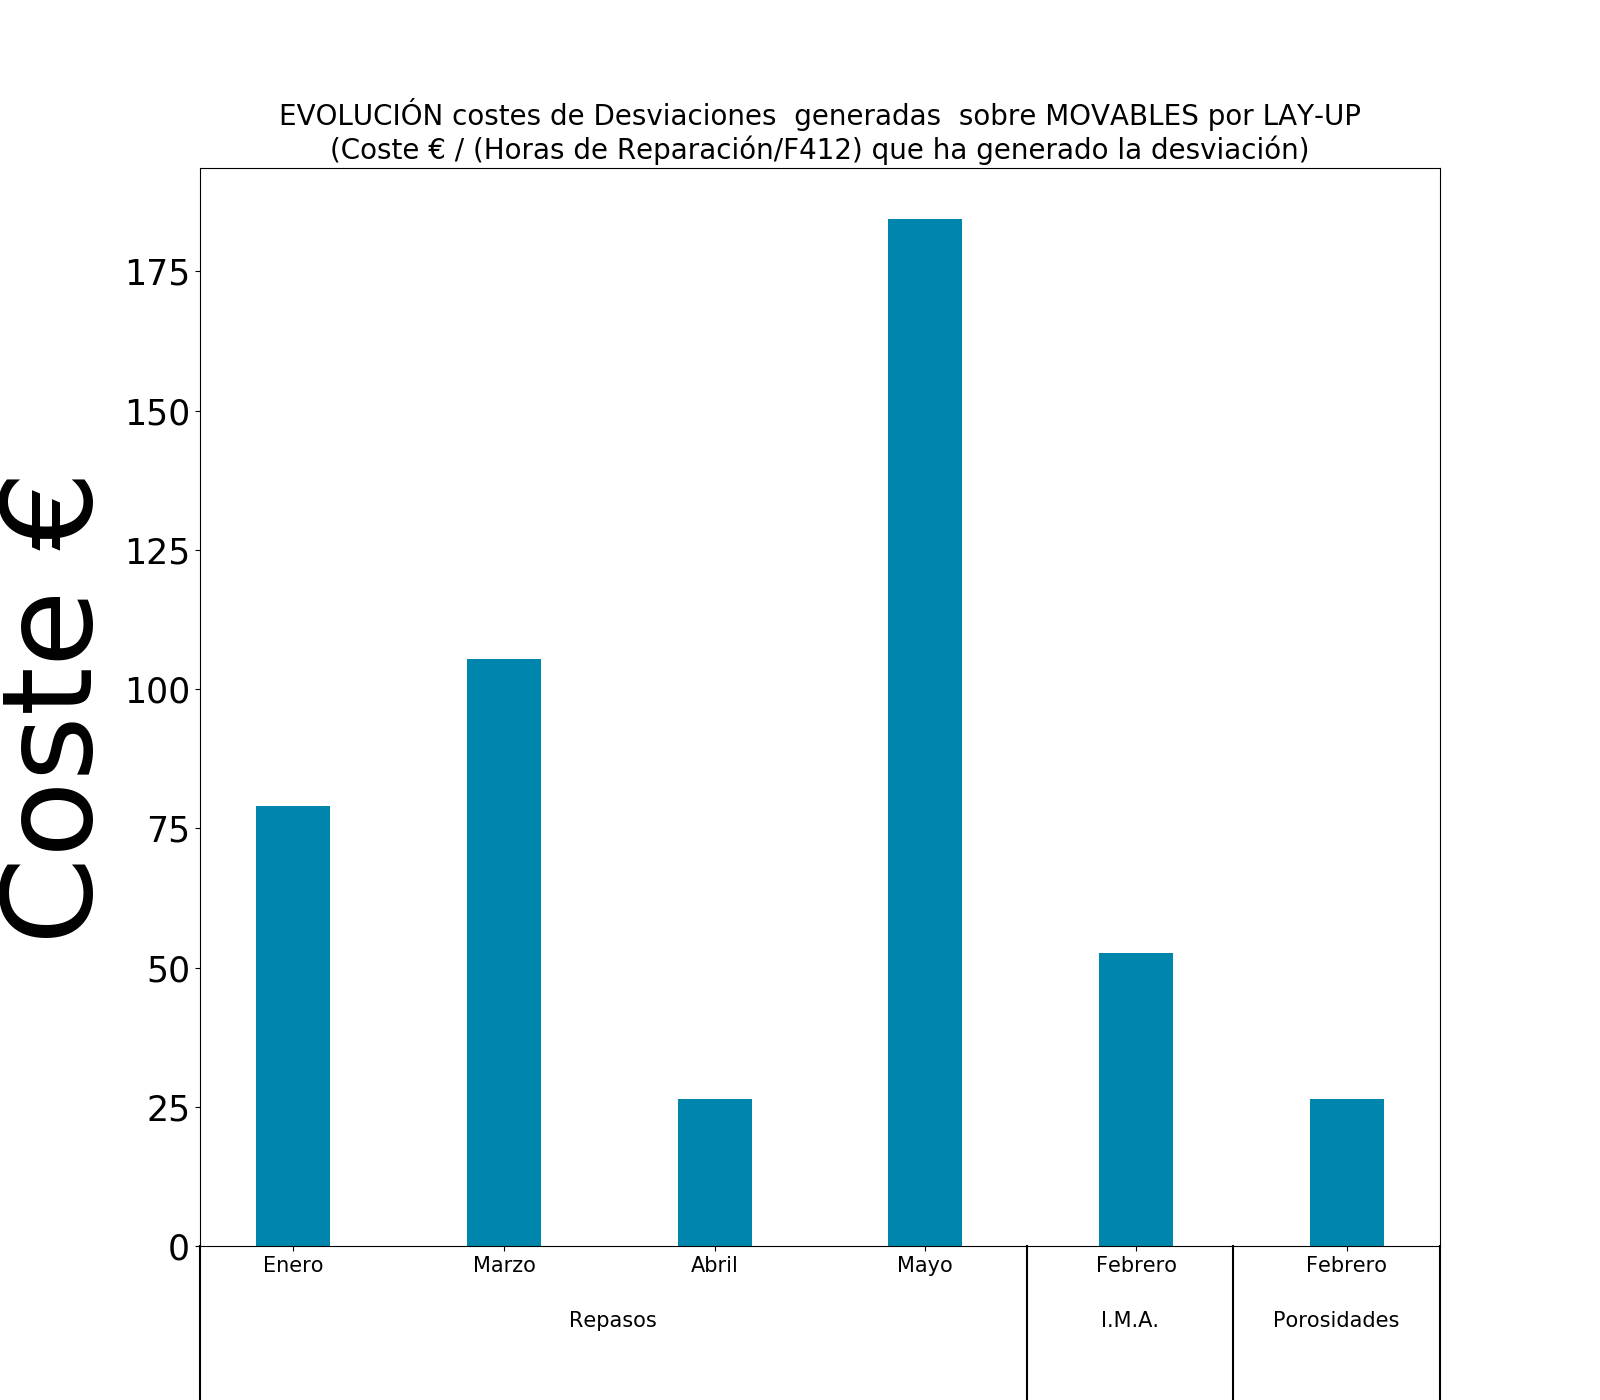 EVOLUCIÓN costes de Desviaciones  generadas  sobre MOVABLES por LAY-UP
(Coste € / (Horas de Reparación/F412) que ha generado la desviación)
Coste €
175
150
125
100
75
50
25
0
Enero Marzo Abril Mayo Febrero Febrero
Repasos I.M.A. Porosidades